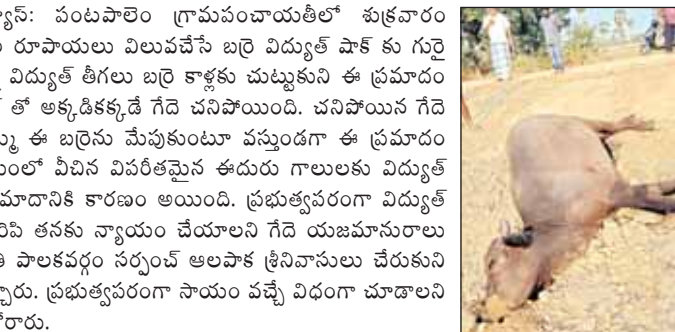 న్యూస్: పంటపాలెం గ్రామపంచాయతీలో శుక్రవారం
రూపాయలు విలువచేసే బర్రె విద్యుత్ షాక్ కు గురై
విద్యుత్ తీగలు బర్రె కాళ్లకు చుట్టుకుని ఈ ప్రమాదం
తో అక్కడికక్కడే గేదె చనిపోయింది. చనిపోయిన గేదె
ఈ బర్రెను మేపుకుంటూ వస్తుండగా ఈ ప్రమాదం
వీచిన విపరీతమైన ఈదురు గాలులకు విద్యుత్
కారణం అయింది. ప్రభుత్వపరంగా విద్యుత్
తనకు న్యాయం చేయాలని గేదె యజమానురాలు
పాలకవర్గం సర్పంచ్ ఆలపాక శ్రీనివాసులు చేరుకుని
ప్రభుత్వపరంగా సాయం వచ్చే విధంగా చూడాలని